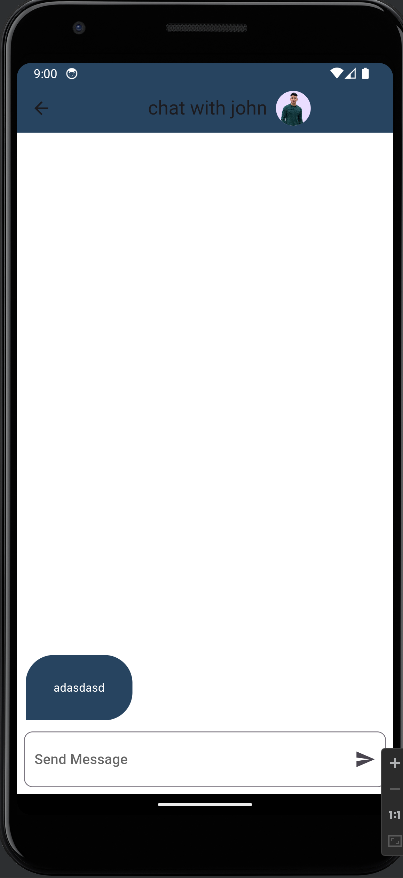 9:00
chat with john
adasdasd
Send Message
1:1